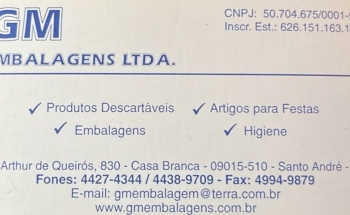 GM
CNPJ: 50.704.675/0001-
Inscr. Est.: 626.151.163.1
MBALAGENS LTDA.
✓ Produtos Descartáveis ✓ Artigos para Festas
✓ Embalagens ✓ Higiene
Arthur de Queirós, 830 - Casa Branca - 09015-510 - Santo André -
Fones: 4427-4344 / 4438-9709 - Fax: 4994-9879
E-mail: gmembalagem@terra.com.br
www.gmembalagens.com.br